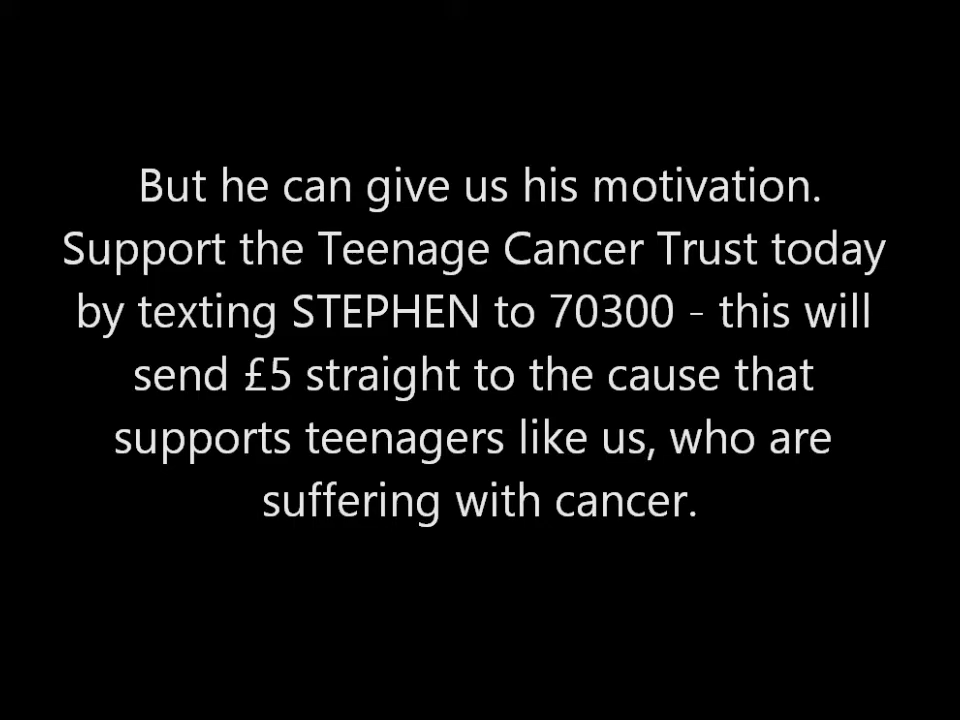 But he can give us his motivation.
Support the Teenage Cancer Trust today
by texting STEPHEN to 70300 - this will
send £5 straight to the cause that
supports teenagers like us, who are
suffering with cancer.